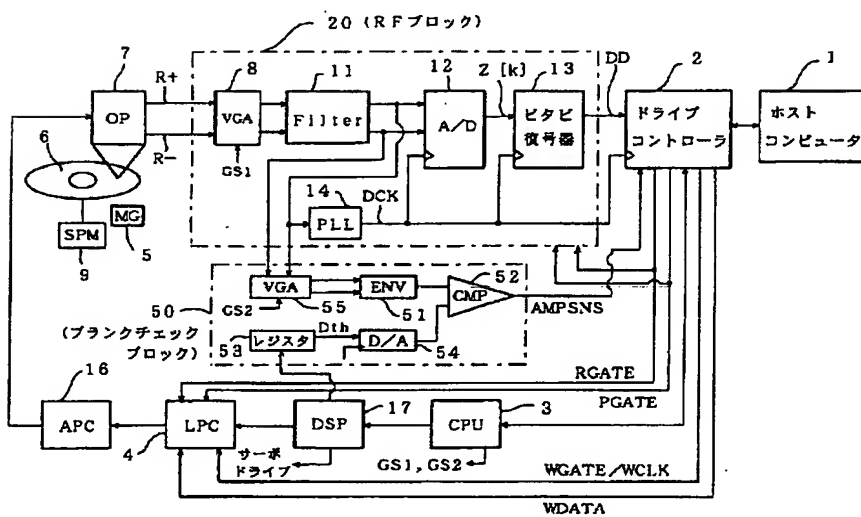 20 (RFブロック)
7
8
11
12
Z [k]
13
DD
2
1
R+
OP
VGA
Filter
A/D
ビタビ
復号器
ドライブ
コントローラ
ホスト
コンピュータ
6
R-
GS1
14
DCK
PLL
MG
SPM
5
9
52
50
VGA
ENV
CMP
GS2
55
51
AMPSNS
(ブランクチェック
ブロック)
53
Dth
レジスタ
D/A
54
RGATE
16
PGATE
17
3
APC
LPC
DSP
CPU
4
サーボ
ドライブ
GS1, GS2
WGATE/WCLK
WDATA